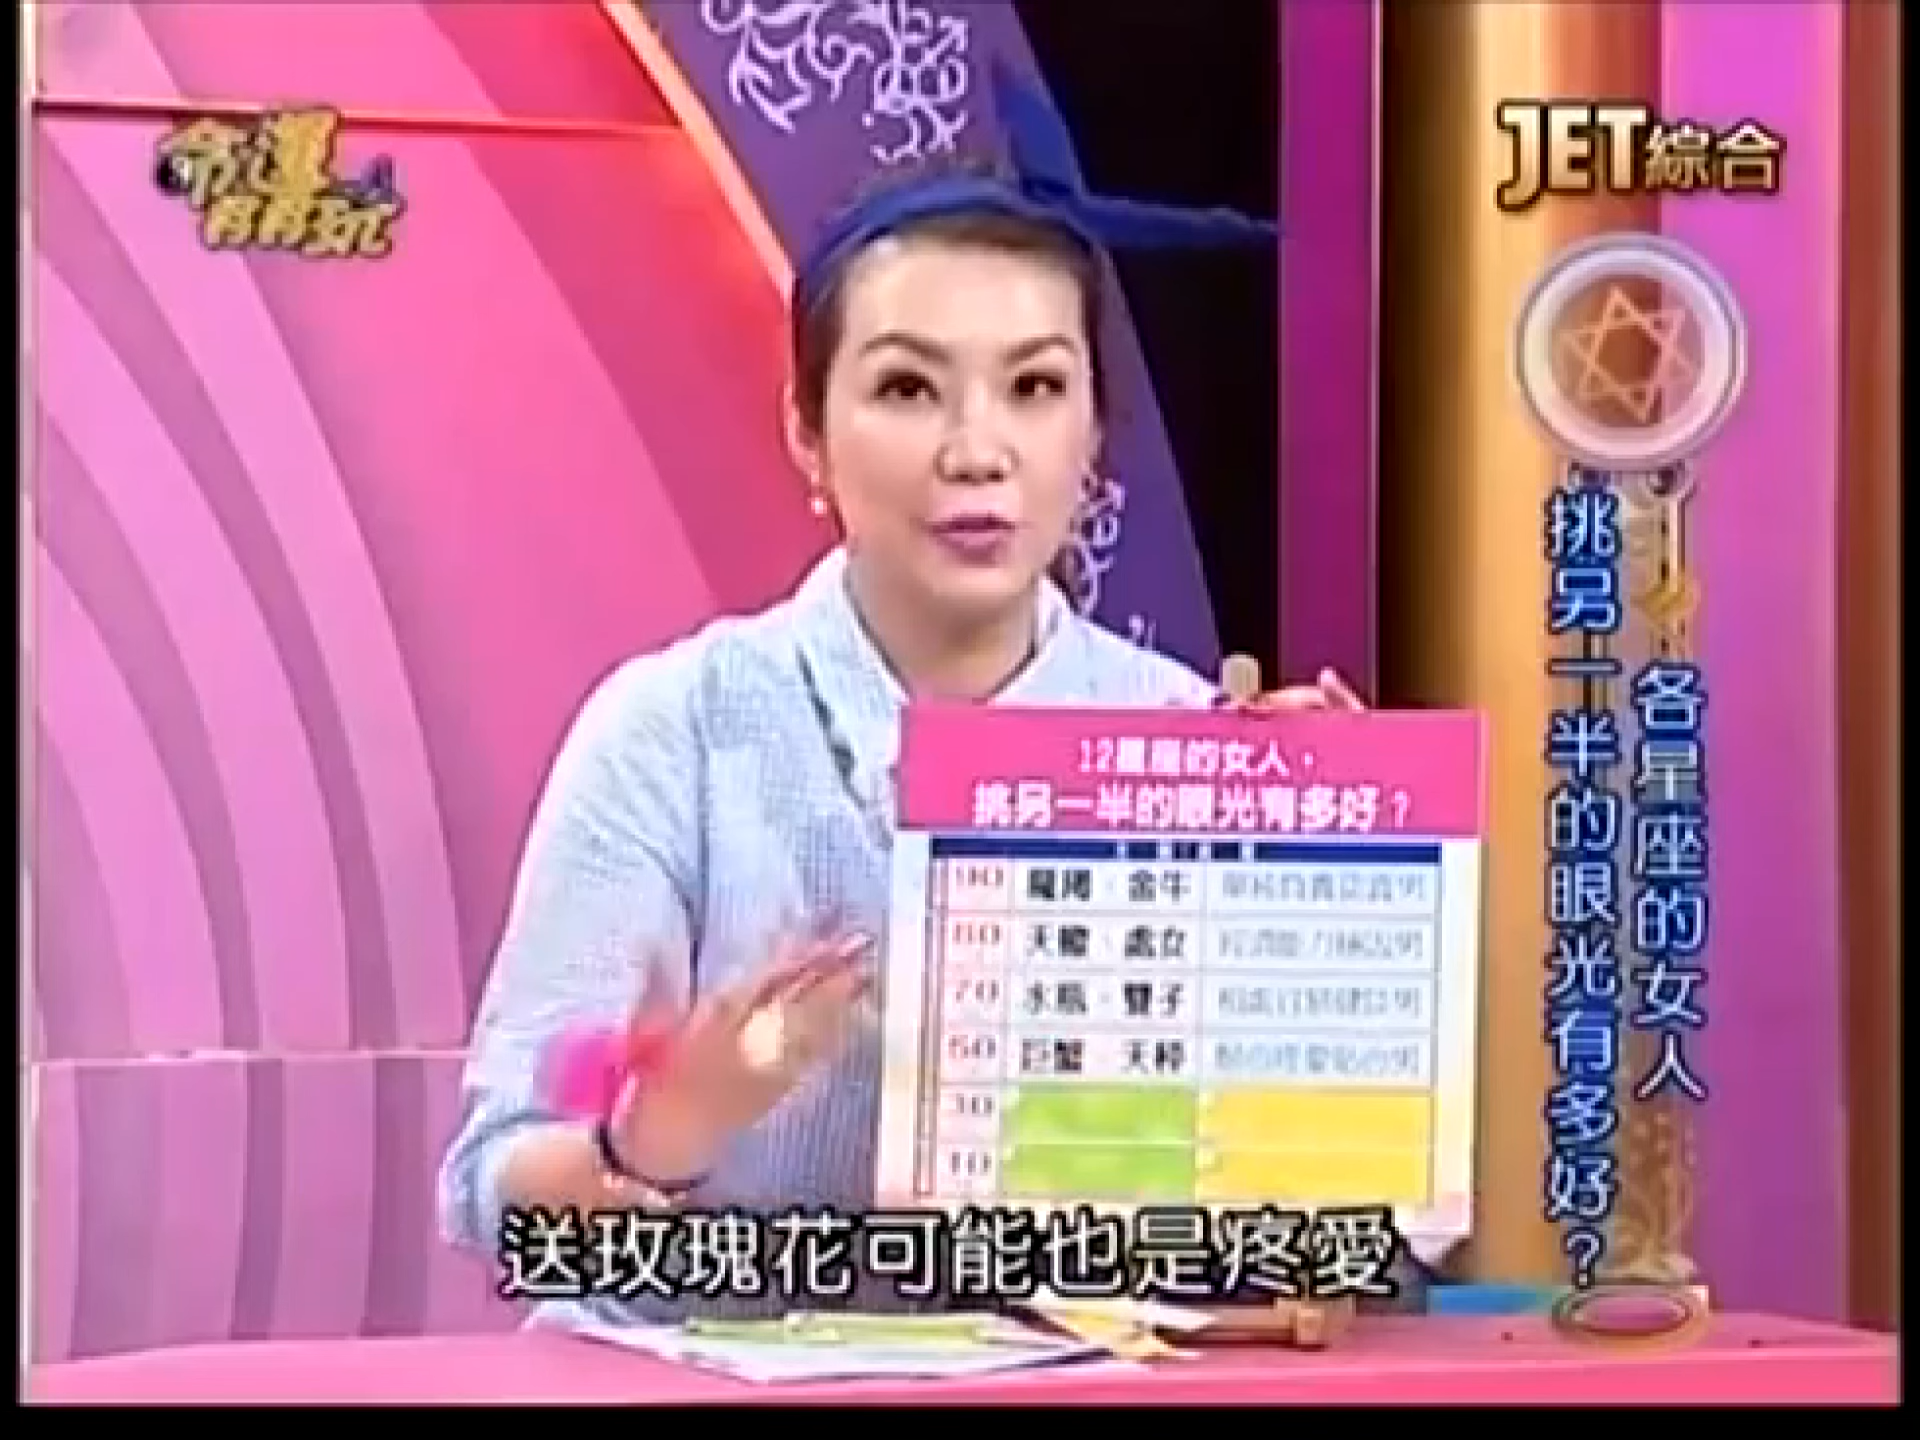 命運好好玩
JET綜合
各星座的女人
挑另一半的眼光有多好?
12星座的女人,
挑另一半的眼光有多好?
90 魔羯、金牛
80 天蠍、處女
70 水瓶、雙子
50 巨蟹、天秤
30
10
送玫瑰花可能也是疼愛